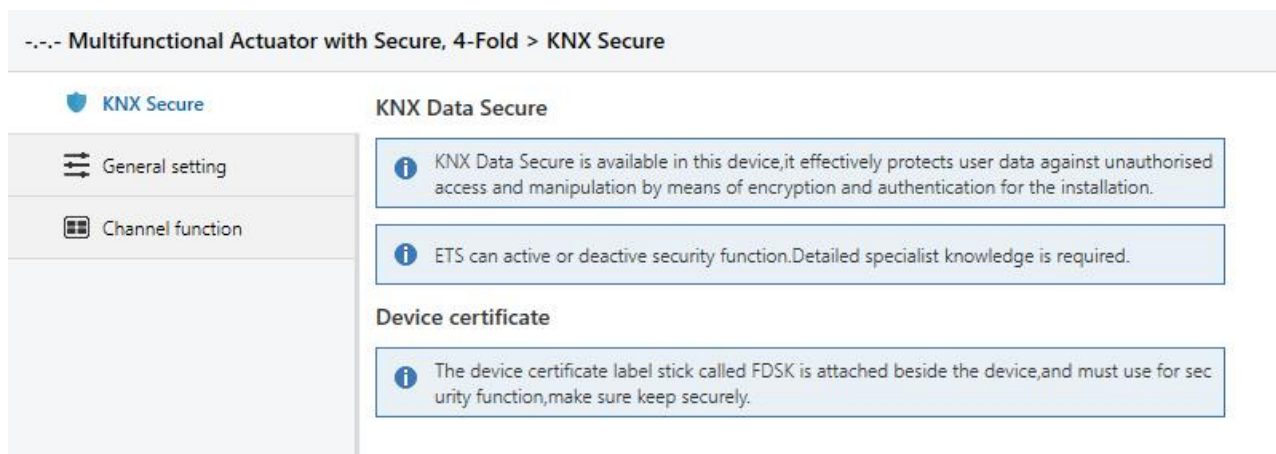 -.-.- Multifunctional Actuator with Secure, 4-Fold > KNX Secure
KNX Secure
General setting
Channel function
KNX Data Secure
KNX Data Secure is available in this device,it effectively protects user data against unauthorised
access and manipulation by means of encryption and authentication for the installation.
ETS can active or deactive security function.Detailed specialist knowledge is required.
Device certificate
The device certificate label stick called FDSK is attached beside the device,and must use for sec
urity function,make sure keep securely.